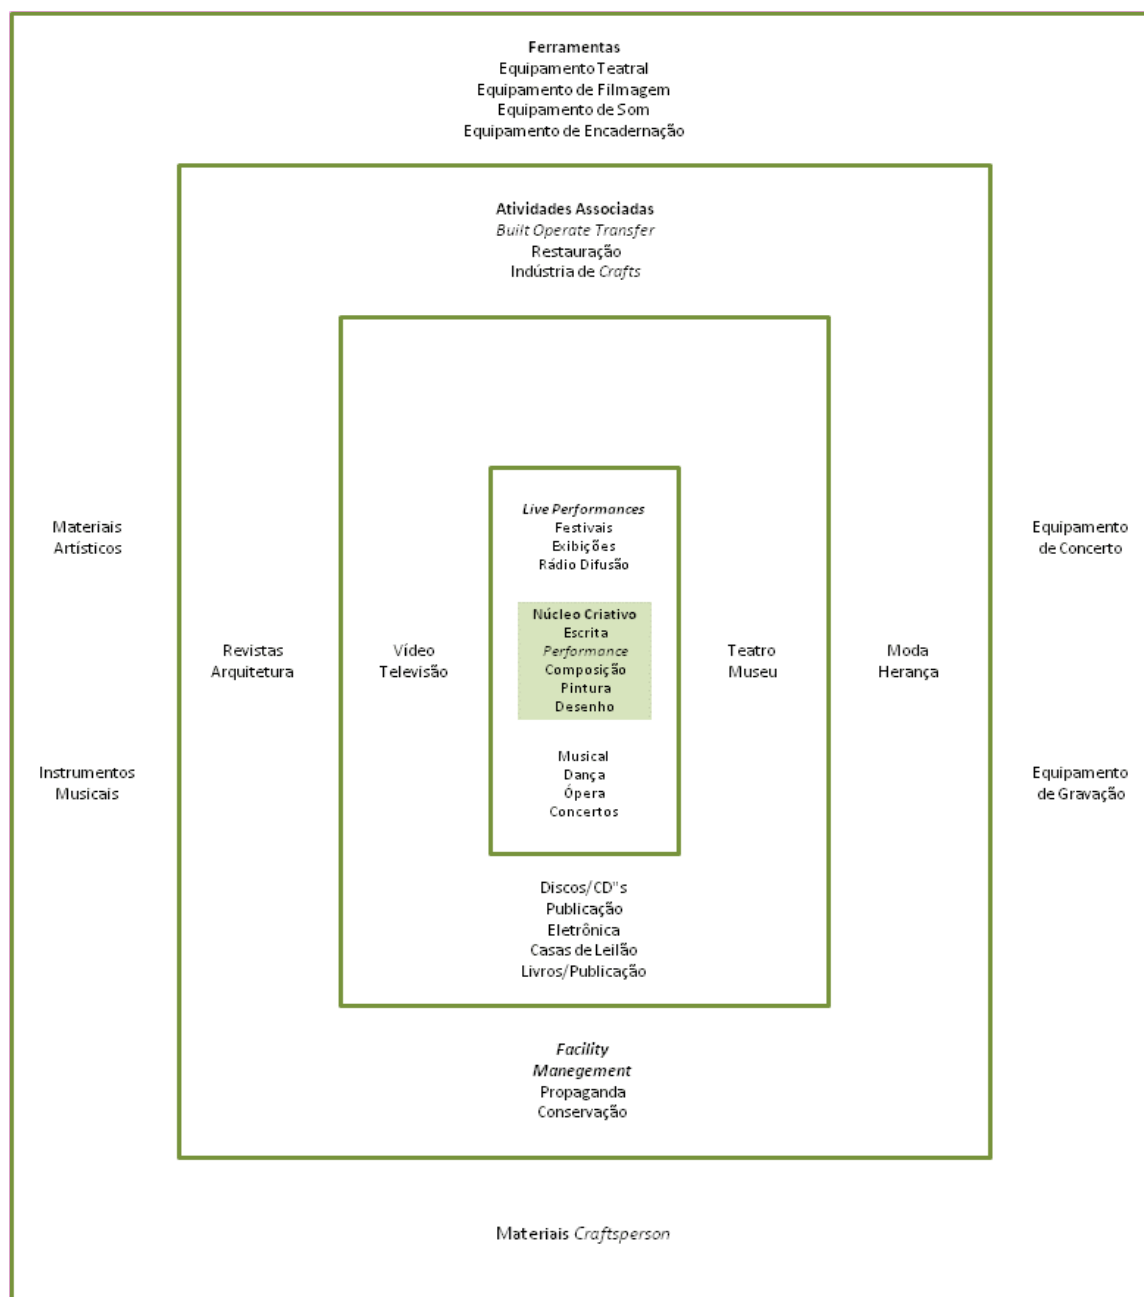 Ferramentas
Equipamento Teatral
Equipamento de Filmagem
Equipamento de Som
Equipamento de Encadernação
Atividades Associadas
Built Operate Transfer
Restauração
Indústria de Crafts
Materiais
Artísticos
Instrumentos
Musicais
Revistas
Arquitetura
Vídeo
Televisão
Live Performances
Festivais
Exibições
Rádio Difusão
Núcleo Criativo
Escrita
Performance
Composição
Pintura
Desenho
Musical
Dança
Ópera
Concertos
Teatro
Museu
Moda
Herança
Equipamento
de Concerto
Equipamento
de Gravação
Discos/CD"s
Publicação
Eletrônica
Casas de Leilão
Livros/Publicação
Facility
Manegement
Propaganda
Conservação
Materiais Craftsperson